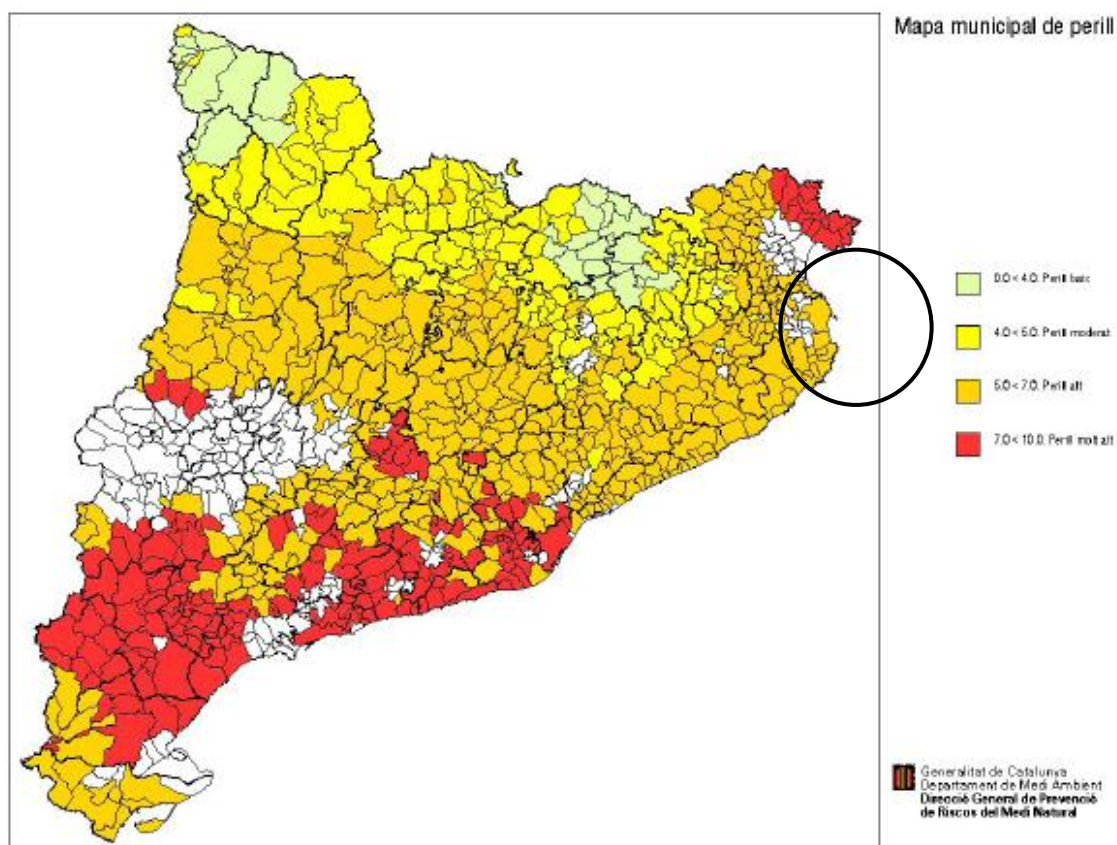 Mapa municipal de perill
0.0 < 4.0. Perill baix
4.0 < 5.0. Perill moderat
5.0 < 7.0. Perill alt
7.0 < 10.0. Perill molt alt
Generalitat de Catalunya
Departament de Medi Ambient
Direcció General de Prevenció
de Riscos del Medi Natural